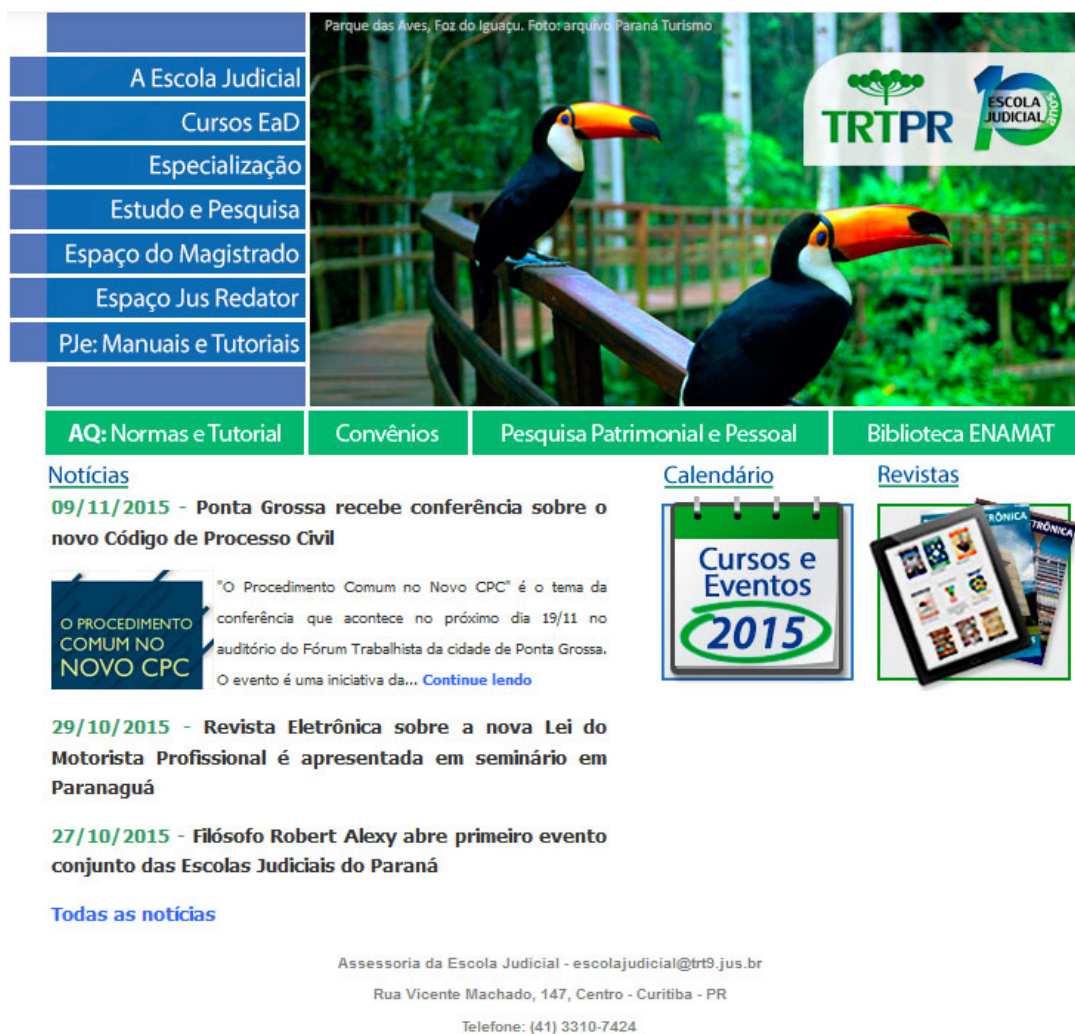 Parque das Aves, Foz do Iguaçu. Foto: arquivo Paraná Turismo
A Escola Judicial
Cursos EaD
Especialização
Estudo e Pesquisa
Espaço do Magistrado
Espaço Jus Redator
PJe: Manuais e Tutoriais
TRTPR
10
anos
ESCOLA
JUDICIAL
AQ: Normas e Tutorial
Convênios
Pesquisa Patrimonial e Pessoal
Biblioteca ENAMAT
Notícias
09/11/2015 - Ponta Grossa recebe conferência sobre o
novo Código de Processo Civil
O PROCEDIMENTO
COMUM NO
NOVO CPC
"O Procedimento Comum no Novo CPC" é o tema da
conferência que acontece no próximo dia 19/11 no
auditório do Fórum Trabalhista da cidade de Ponta Grossa.
O evento é uma iniciativa da... Continue lendo
29/10/2015 - Revista Eletrônica sobre a nova Lei do
Motorista Profissional é apresentada em seminário em
Paranaguá
27/10/2015 - Filósofo Robert Alexy abre primeiro evento
conjunto das Escolas Judiciais do Paraná
Todas as notícias
Calendário
Cursos e
Eventos
2015
Revistas
Assessoria da Escola Judicial - escolajudicial@trt9.jus.br
Rua Vicente Machado, 147, Centro - Curitiba - PR
Telefone: (41) 3310-7424